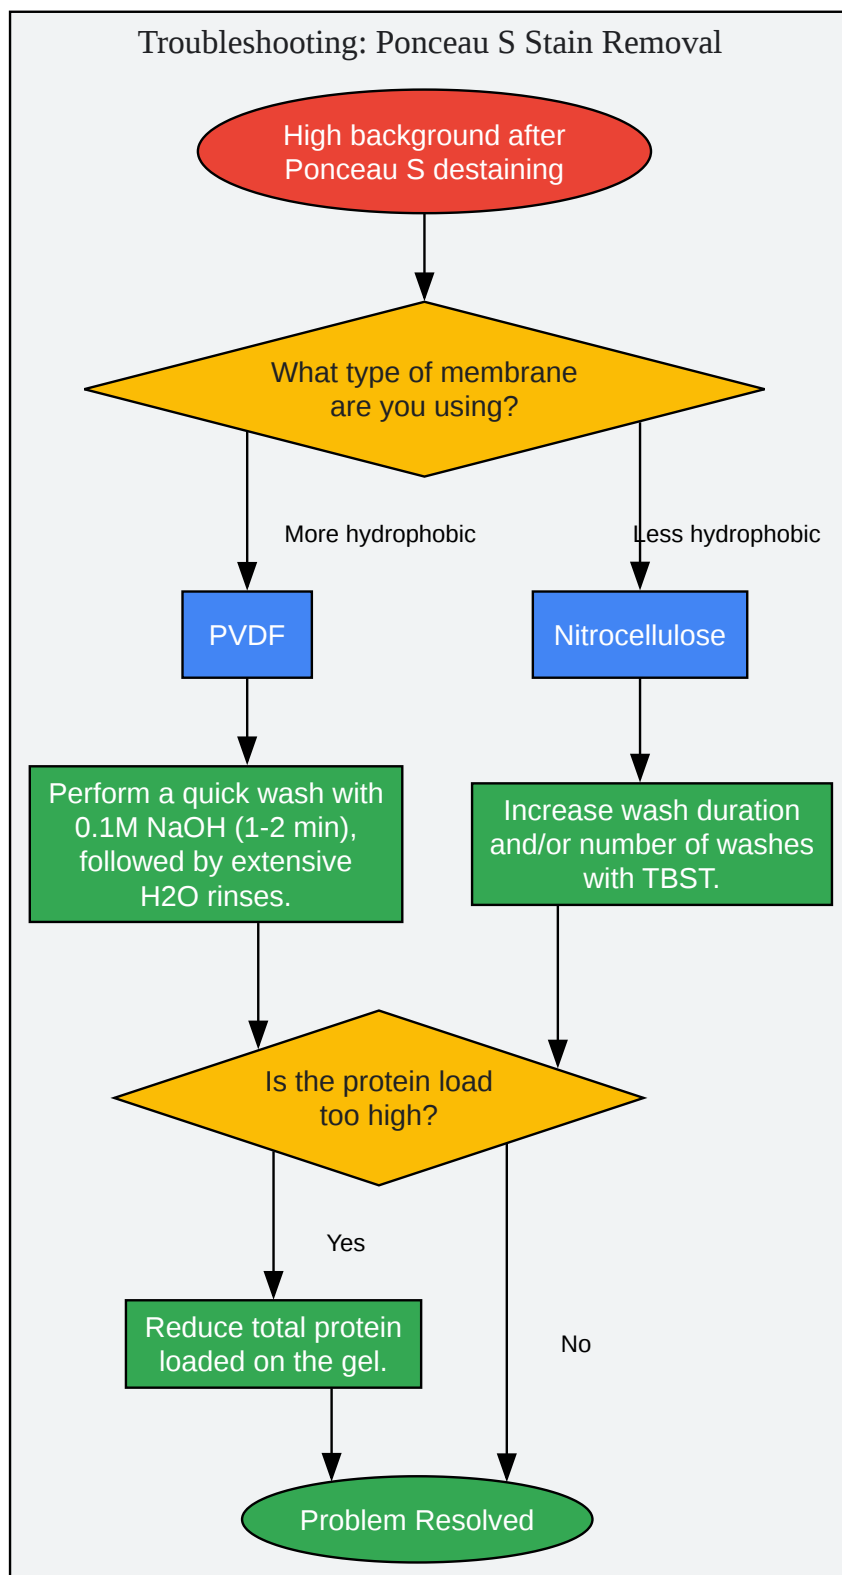 Troubleshooting: Ponceau S Stain Removal
High background after
Ponceau S destaining
What type of membrane
are you using?
More hydrophobic
Less hydrophobic
PVDF
Nitrocellulose
Perform a quick wash with
0.1M NaOH (1-2 min),
followed by extensive
H2O rinses.
Increase wash duration
and/or number of washes
with TBST.
Is the protein load
too high?
Yes
No
Reduce total protein
loaded on the gel.
Problem Resolved